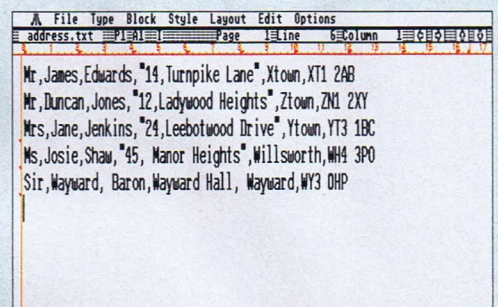 File Type Block Style Layout Edit Options
address.txt P1 A1 I Page 1 Line 6 Column 1
Mr,James,Edwards,"14,Turnpike Lane",Xtown,XT1 2AB
Mr,Duncan,Jones,"12,Ladywood Heights",Ztown,ZN1 2XY
Mrs,Jane,Jenkins,"24,Leebotwood Drive",Ytown,YT3 1BC
Ms,Josie,Shaw,"45, Manor Heights",Willsworth,WH4 3PO
Sir,Wayward, Baron,Wayward Hall, Wayward,WY3 OHP